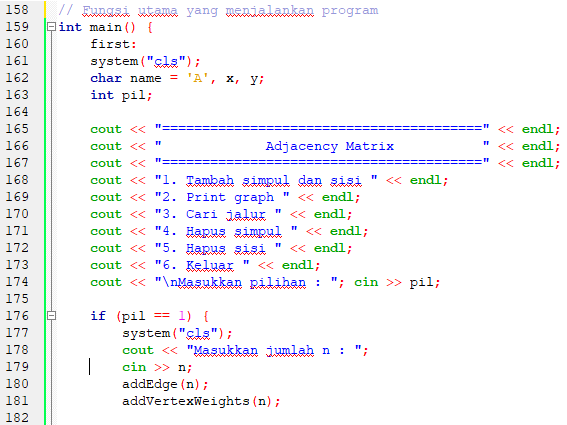 158 // Fungsi utama yang menjalankan program
159 int main() {
160 first:
161 system("cls");
162 char name = 'A', x, y;
163 int pil;
164
165 cout << "========================================" << endl;
166 cout << "             Adjacency Matrix           " << endl;
167 cout << "========================================" << endl;
168 cout << "1. Tambah simpul dan sisi " << endl;
169 cout << "2. Print graph " << endl;
170 cout << "3. Cari jalur " << endl;
171 cout << "4. Hapus simpul " << endl;
172 cout << "5. Hapus sisi " << endl;
173 cout << "6. Keluar " << endl;
174 cout << "\nMasukkan pilihan : "; cin >> pil;
175
176 if (pil == 1) {
177 system("cls");
178 cout << "Masukkan jumlah n : ";
179 cin >> n;
180 addEdge(n);
181 addVertexWeights(n);
182